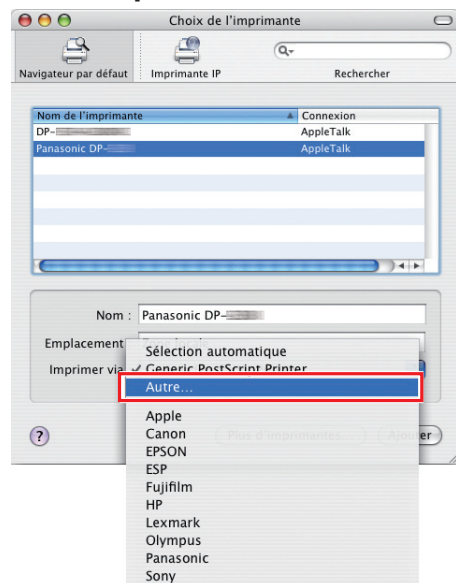 Choix de l'imprimante
Navigateur par défaut Imprimante IP Rechercher
Nom de l'imprimante Connexion
DP- AppleTalk
Panasonic DP- AppleTalk
Nom : Panasonic DP-
Emplacement
Sélection automatique
Imprimer via ✓ Generic PostScript Printer
Autre...
Apple
Canon Plus d'imprimantes
EPSON
ESP
Fujifilm
HP
Lexmark
Olympus
Panasonic
Sony